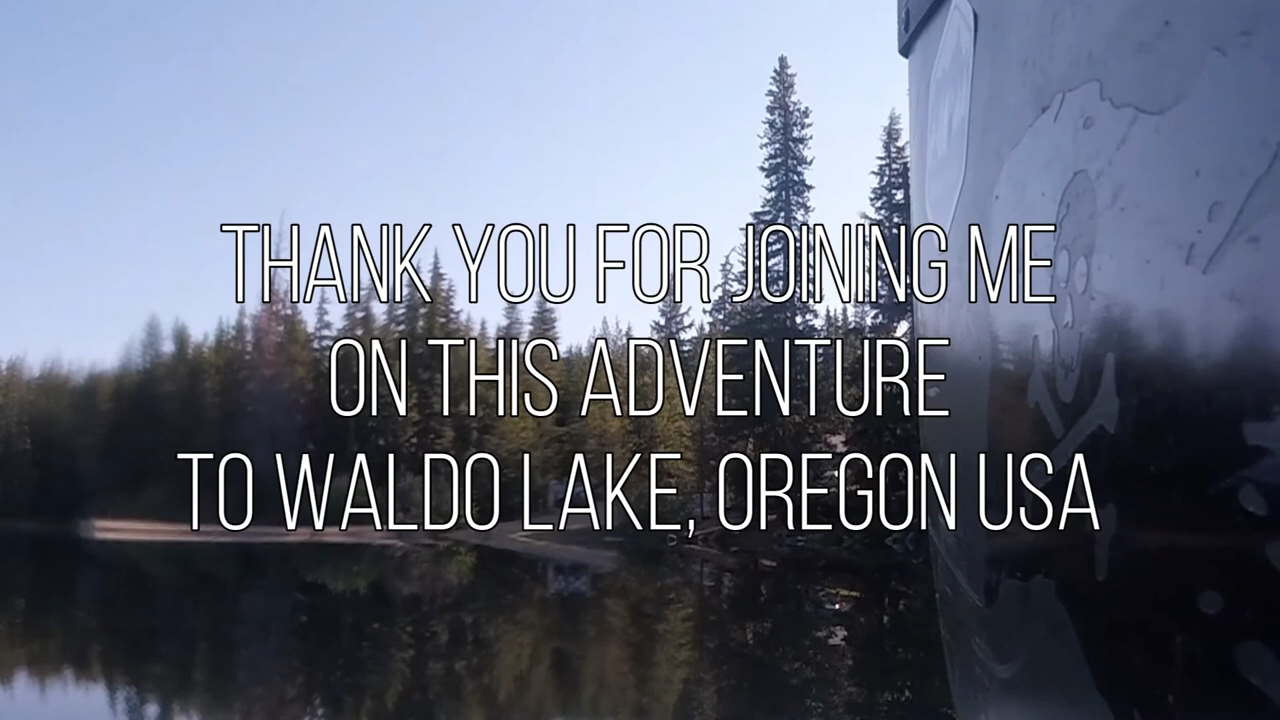 THANK YOU FOR JOINING ME
ON THIS ADVENTURE
TO WALDO LAKE, OREGON USA